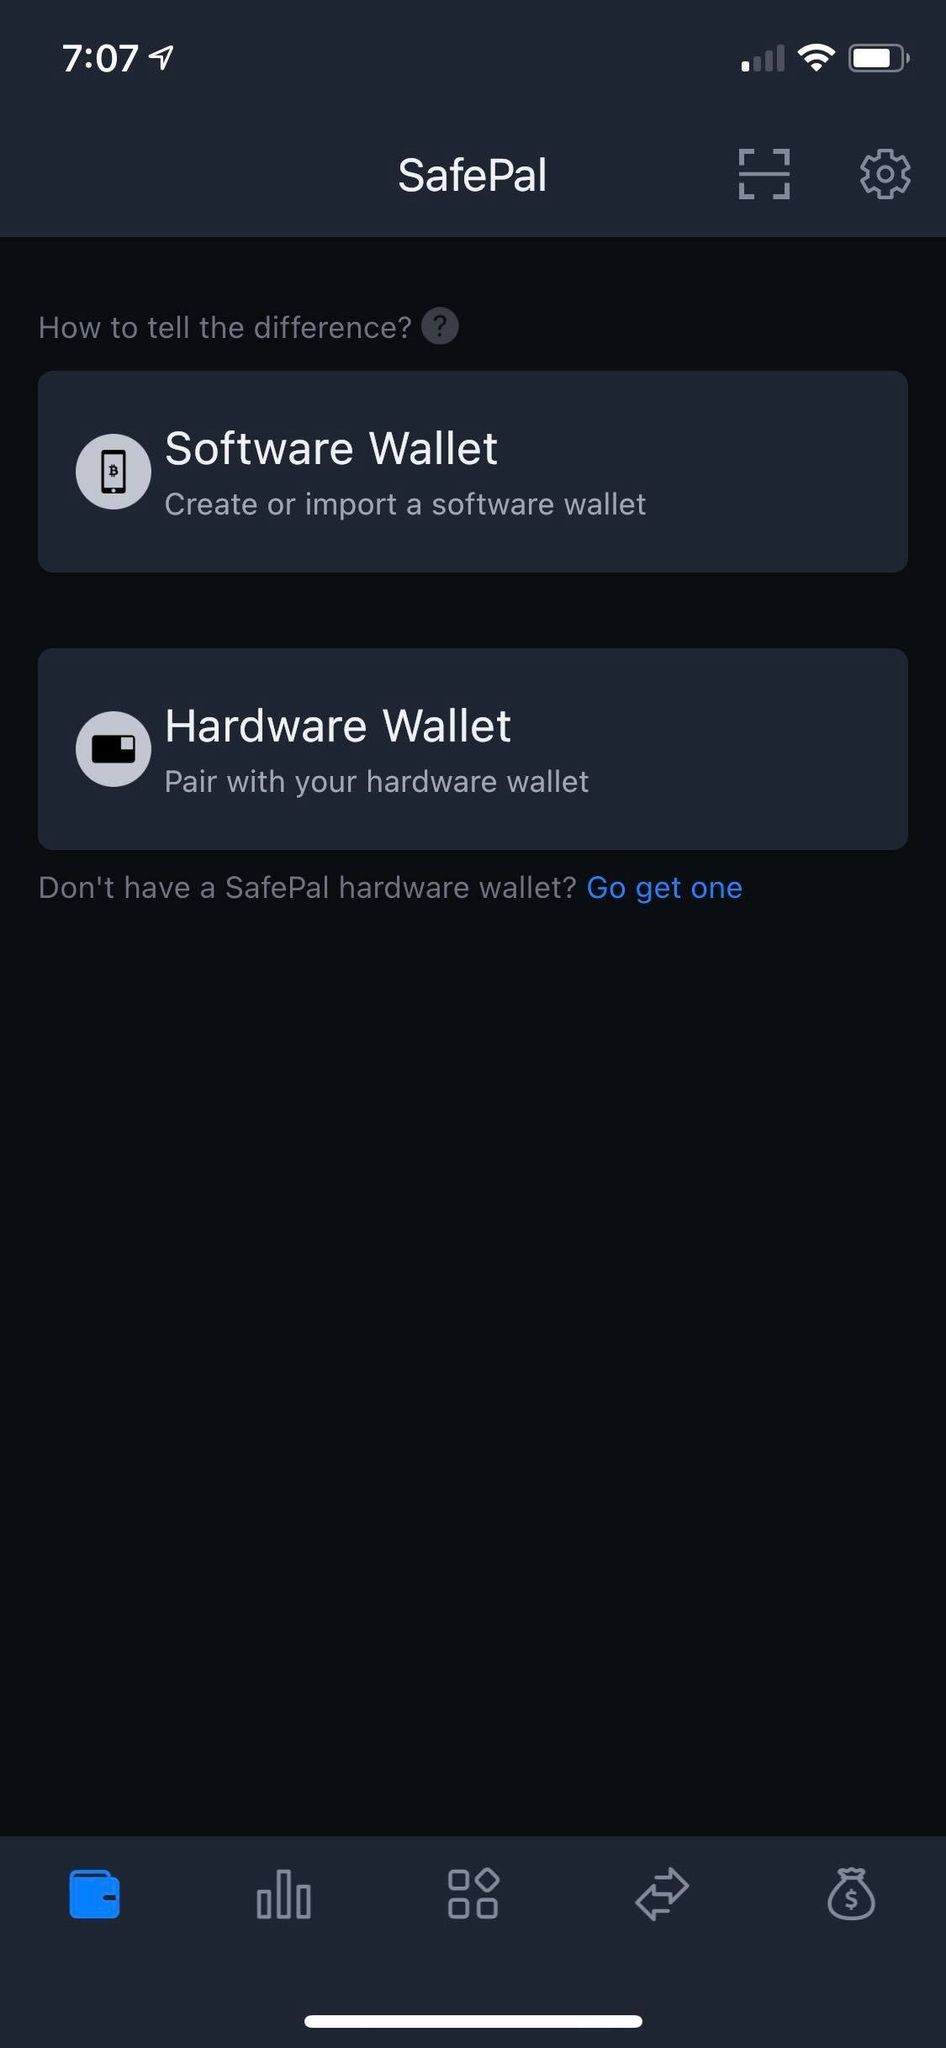 7:07
SafePal
How to tell the difference? ?
Software Wallet
Create or import a software wallet
Hardware Wallet
Pair with your hardware wallet
Don't have a SafePal hardware wallet? Go get one